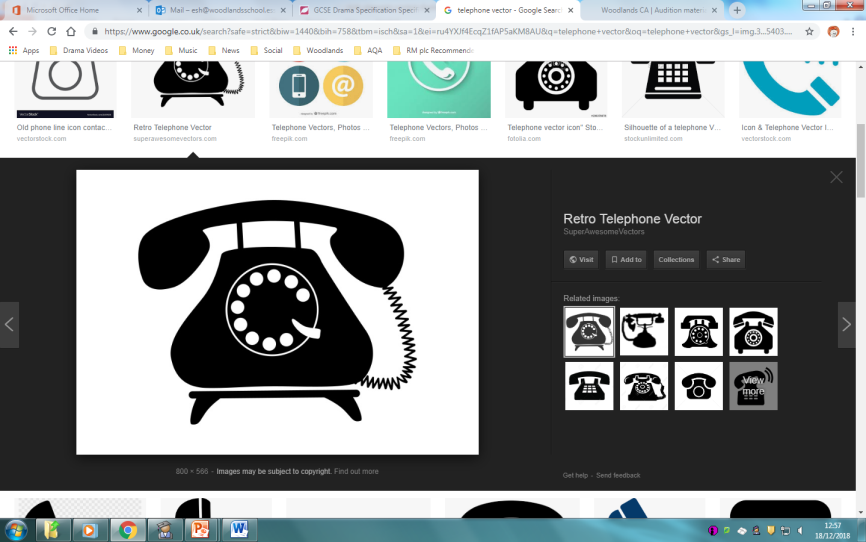 Microsoft Office Home
Mail – esh@woodlandsschool.es
GCSE Drama Specification Specif
telephone vector - Google Search
Woodlands CA | Audition materi
https://www.google.co.uk/search?safe=strict&biw=1440&bih=758&tbm=isch&sa=1&ei=ru4YXJf4EcqZ1fAP5aKM8AU&q=telephone+vector&oq=telephone+vector&gs_l=img.3...5403....
Apps
Drama Videos
Money
Music
News
Social
Woodlands
AQA
RM plc Recommende
Old phone line icon contac...
vectorstock.com
Retro Telephone Vector
superawesomevectors.com
Telephone Vectors, Photos ...
freepik.com
Telephone Vectors, Photos ...
freepik.com
Telephone vector icon" Sto...
fotolia.com
Silhouette of a telephone V...
stockunlimited.com
Icon & Telephone Vector I...
vectorstock.com
Retro Telephone Vector
SuperAwesomeVectors
Visit
Add to
Collections
Share
Related images:
View
more
800 × 566 - Images may be subject to copyright. Find out more
Get help - Send feedback
12:57
18/12/2018